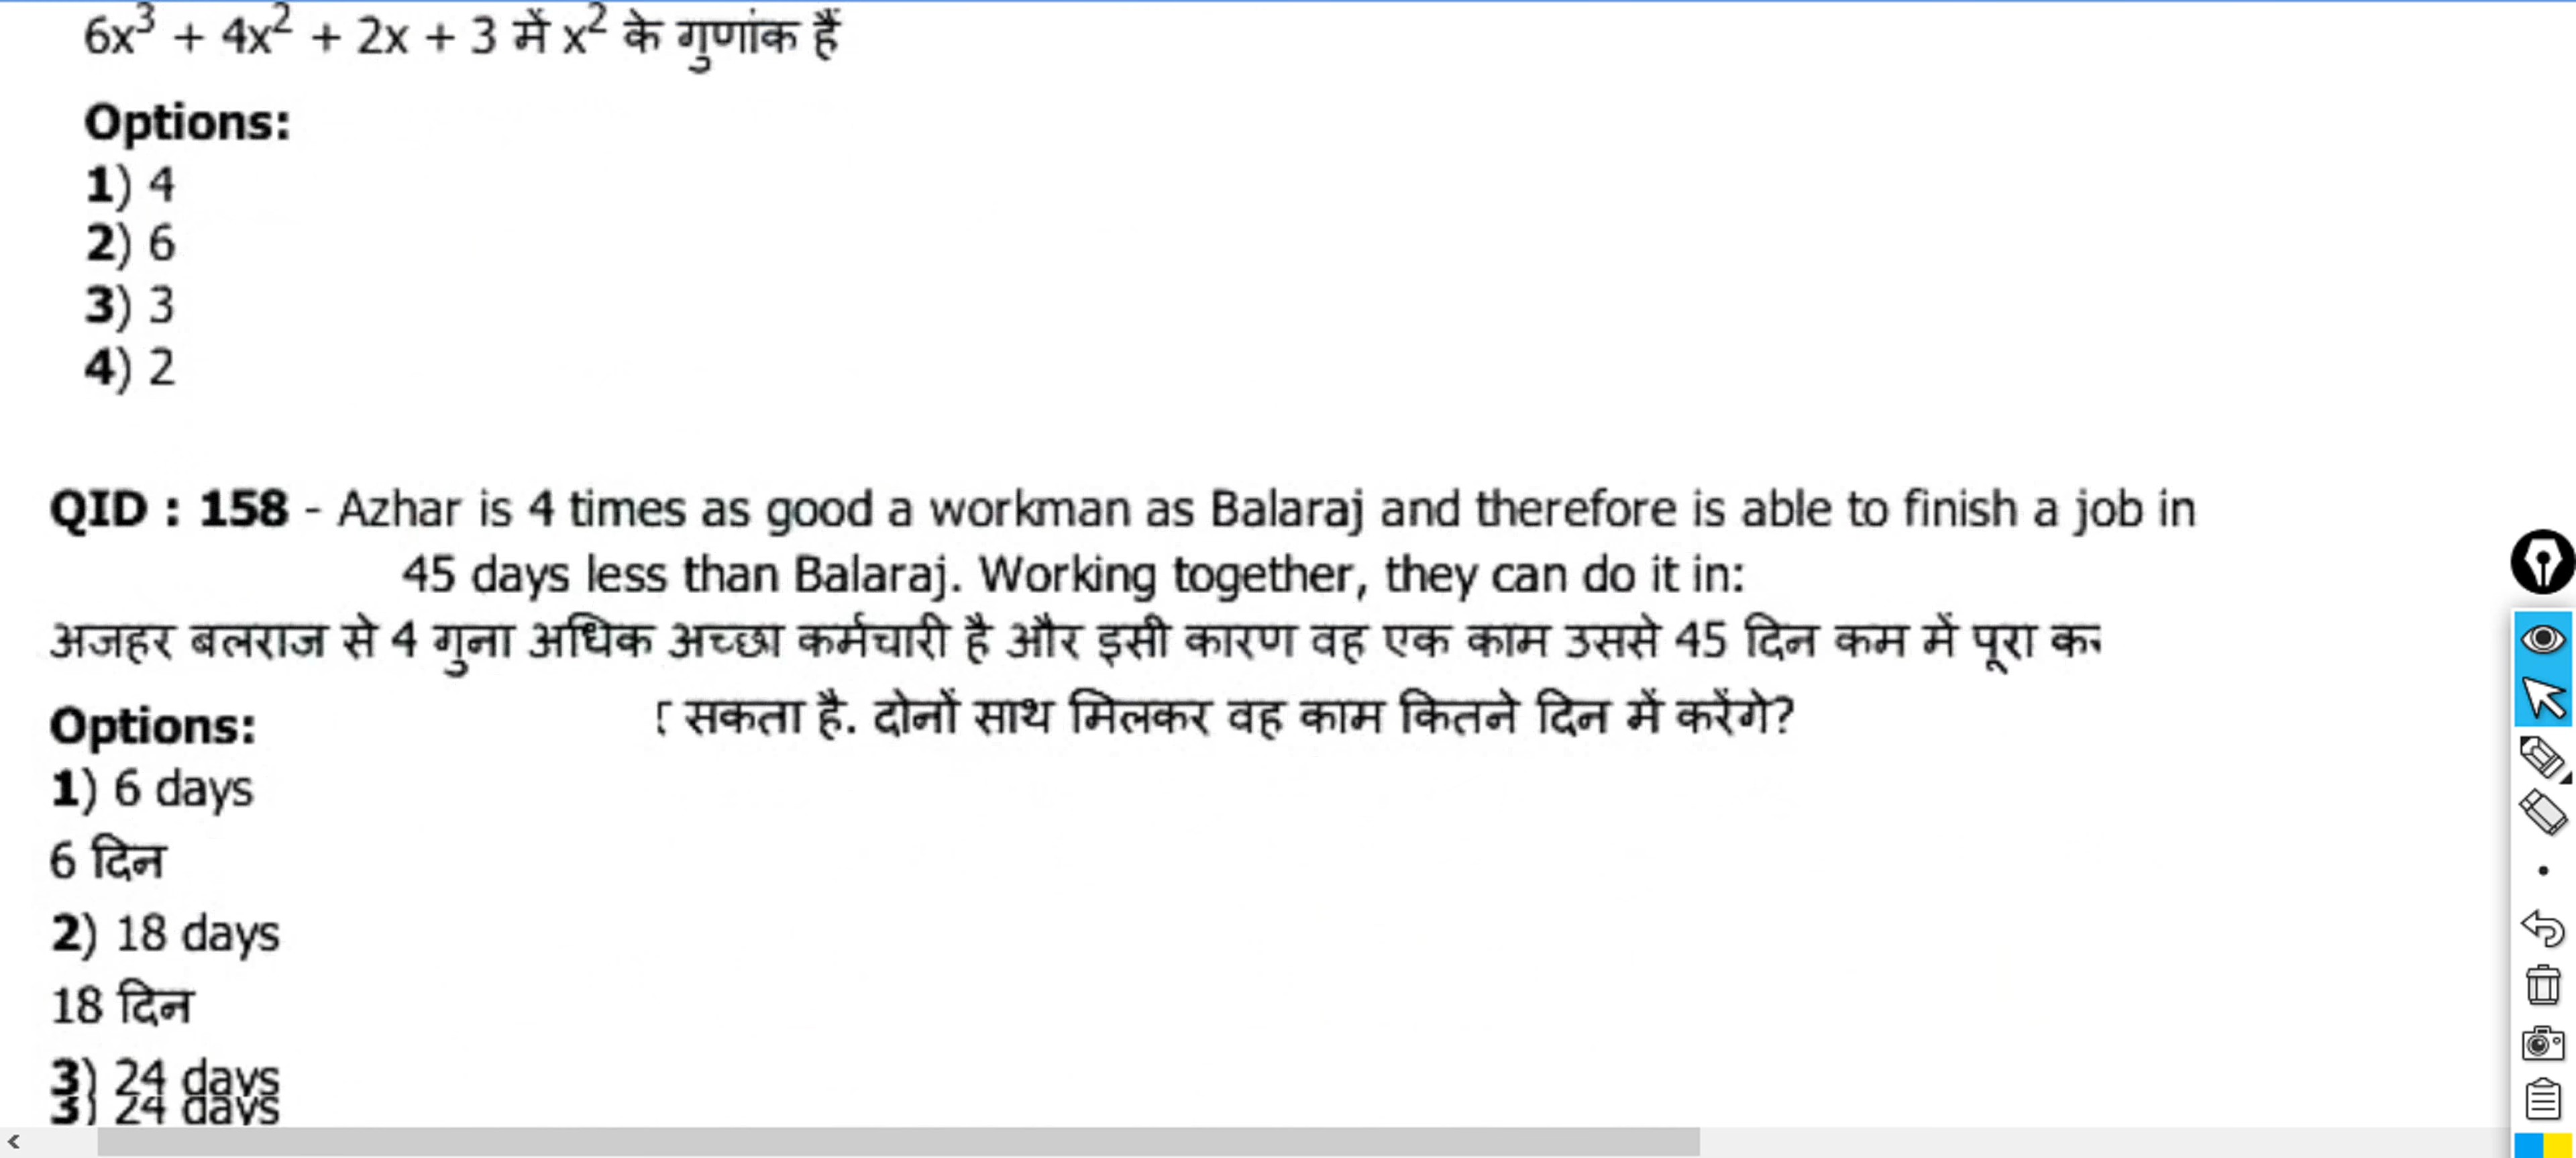 6x³ + 4x² + 2x + 3 में x² के गुणांक हैं
Options:
1) 4
2) 6
3) 3
4) 2
QID : 158 - Azhar is 4 times as good a workman as Balaraj and therefore is able to finish a job in
45 days less than Balaraj. Working together, they can do it in:
अजहर बलराज से 4 गुना अधिक अच्छा कर्मचारी है और इसी कारण वह एक काम उससे 45 दिन कम में पूरा क
सकता है. दोनों साथ मिलकर वह काम कितने दिन में करेंगे?
Options:
1) 6 days
6 दिन
2) 18 days
18 दिन
3) 24 days
3) 24 days